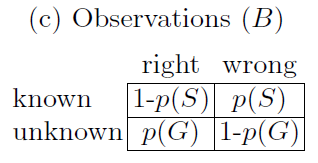 (c) Observations (B)
right wrong
known 1-p(S) p(S)
unknown p(G) 1-p(G)